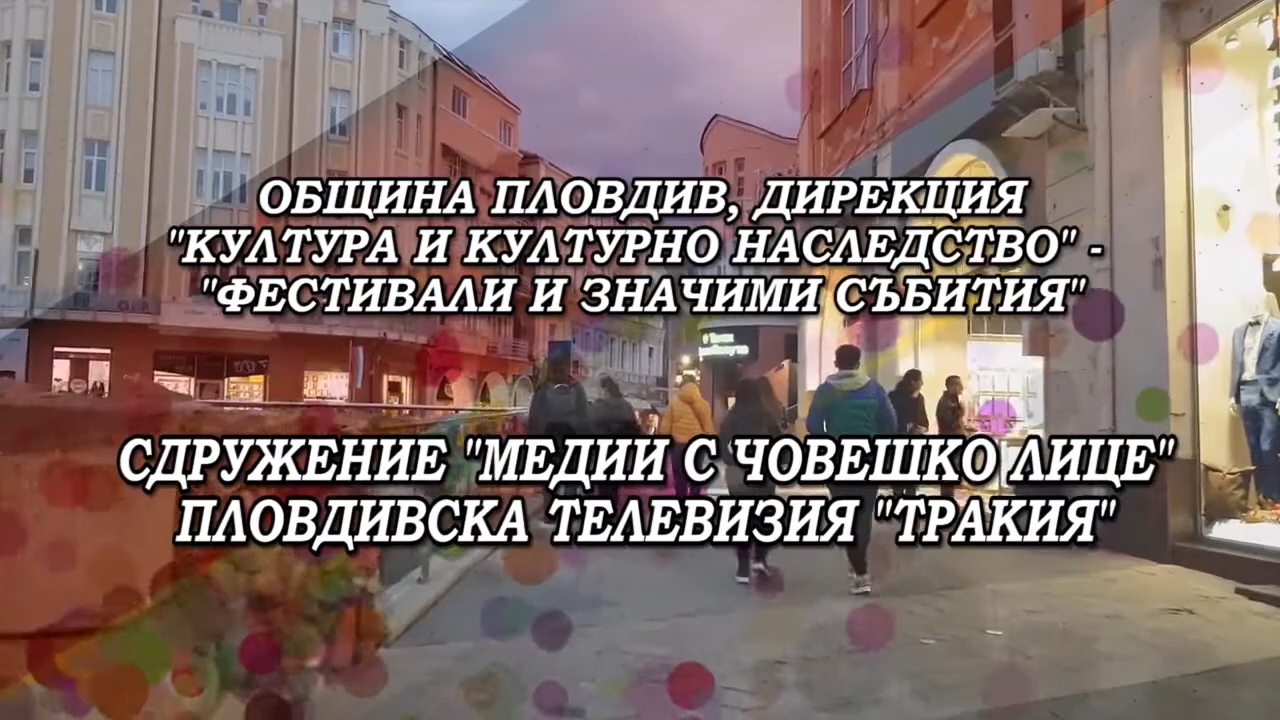 ОБЩИНА ПЛОВДИВ, ДИРЕКЦИЯ
"КУЛТУРА И КУЛТУРНО НАСЛЕДСТВО" -
"ФЕСТИВАЛИ И ЗНАЧИМИ СЪБИТИЯ"
СДРУЖЕНИЕ "МЕДИИ С ЧОВЕШКО ЛИЦЕ"
ПЛОВДИВСКА ТЕЛЕВИЗИЯ "ТРАКИЯ"